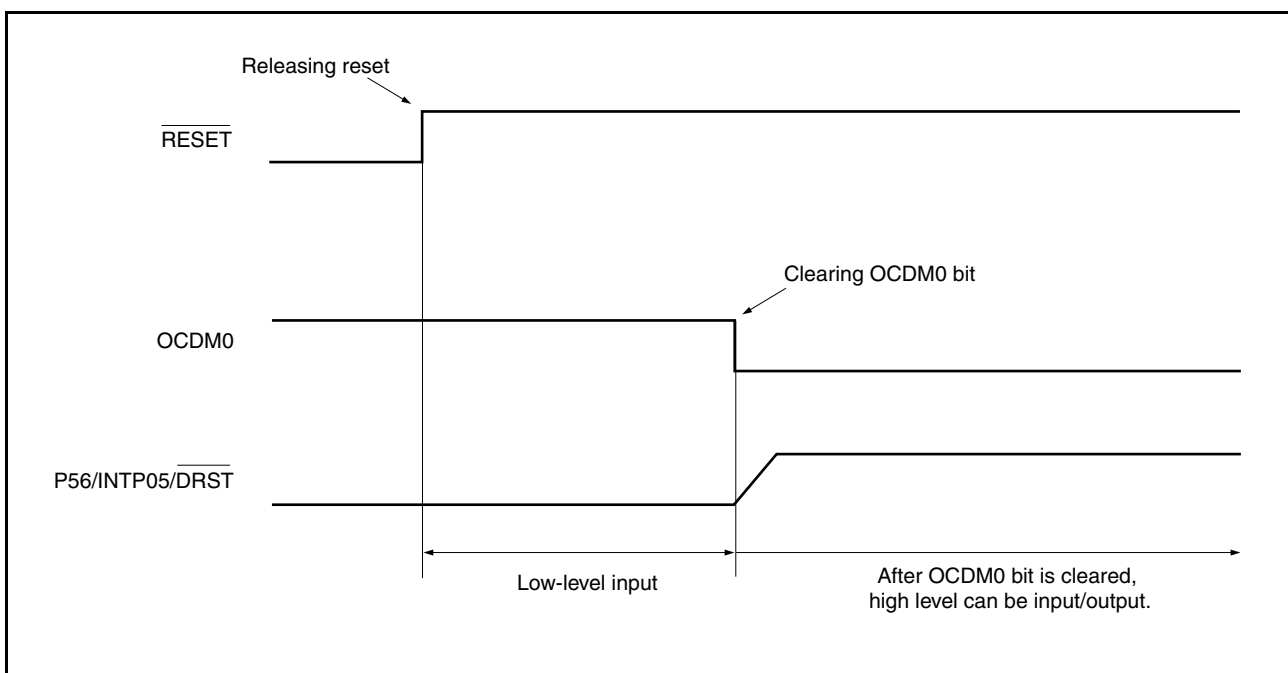 Releasing reset
RESET
Clearing OCDM0 bit
OCDM0
P56/INTP05/DRST
Low-level input
After OCDM0 bit is cleared,
high level can be input/output.